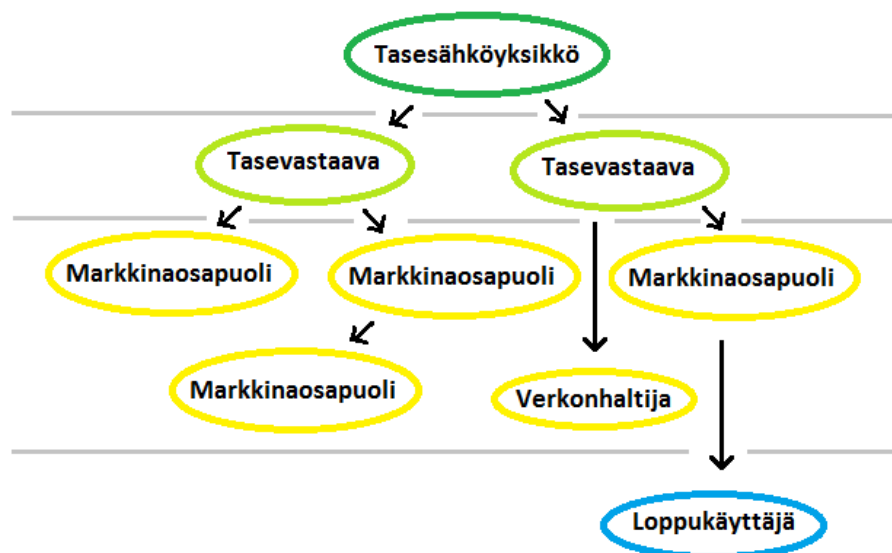 Tasesähköyksikkö
Tasevastaava
Tasevastaava
Markkinaosapuoli
Markkinaosapuoli
Markkinaosapuoli
Markkinaosapuoli
Verkonhaltija
Loppukäyttäjä